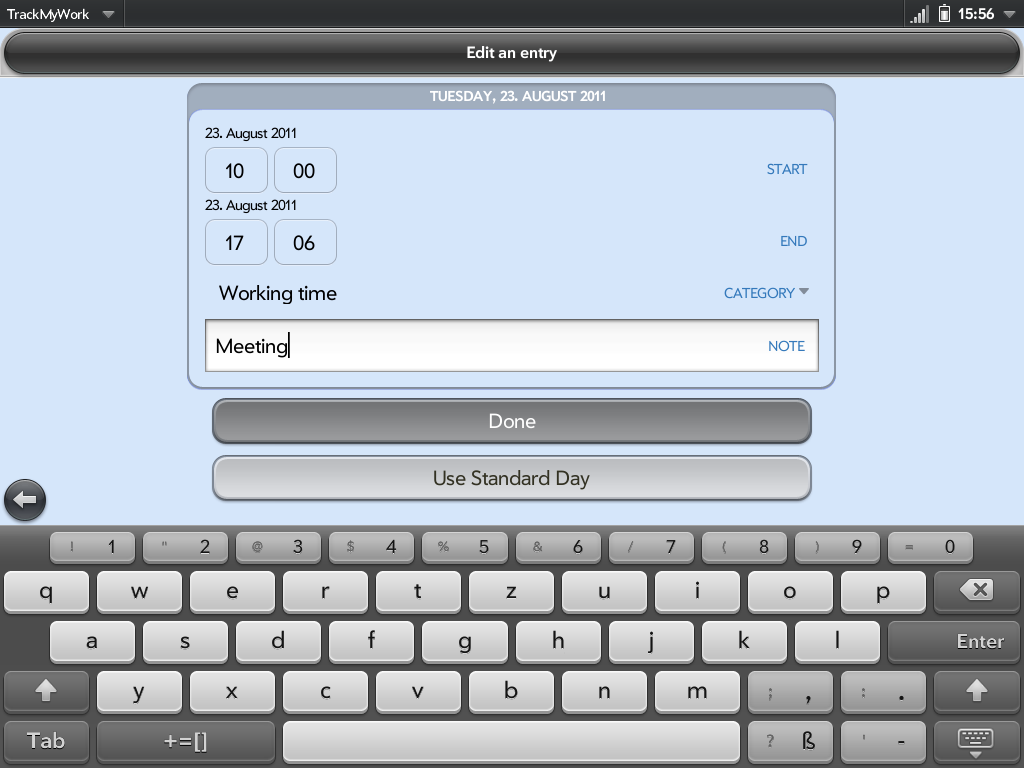 TrackMyWork 15:56
Edit an entry
TUESDAY, 23. AUGUST 2011
23. August 2011
10 00 START
23. August 2011
17 06 END
Working time CATEGORY
Meeting NOTE
Done
Use Standard Day
! 1 " 2 @ 3 $ 4 % 5 & 6 / 7 ( 8 ) 9 = 0
q w e r t z u i o p
a s d f g h j k l Enter
y x c v b n m ; , : .
Tab +=[] ? ß ' -